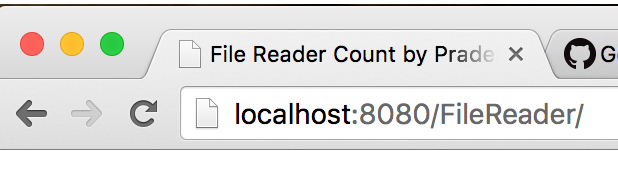 File Reader Count by Prade
G
localhost:8080/FileReader/